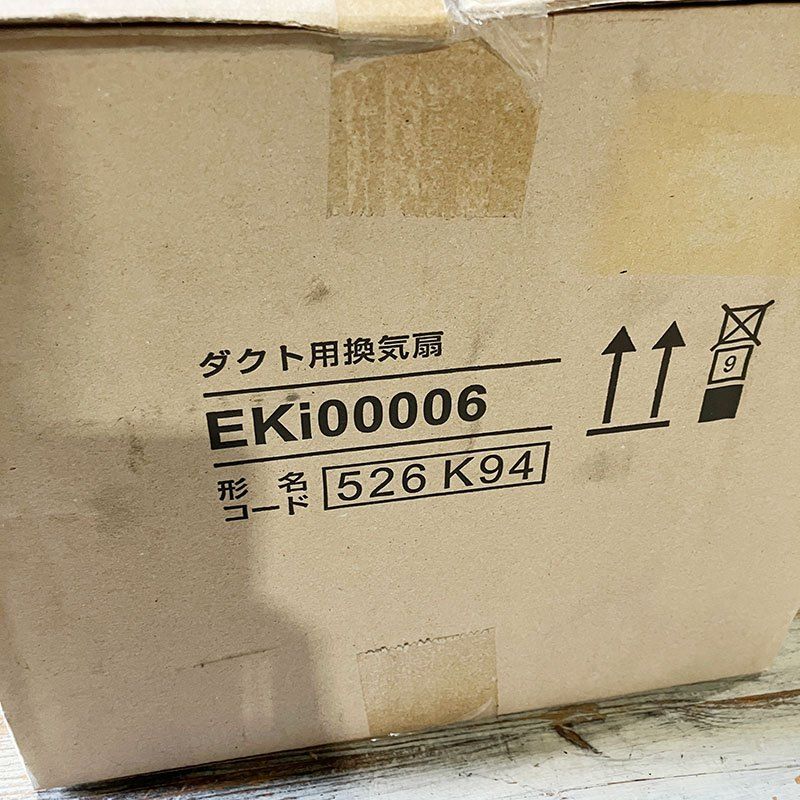 ダクト用換気扇
EKi00006
形名
コード
526 K94
9